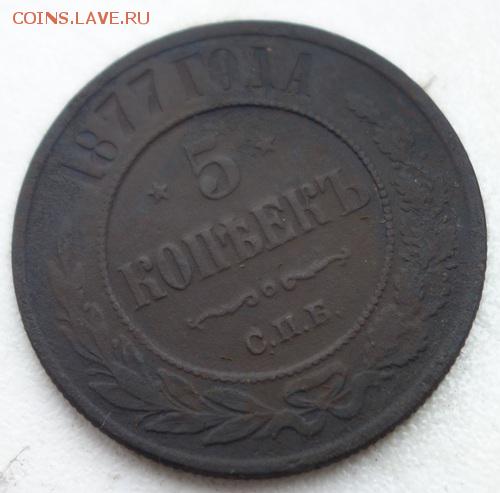 COINS.LAVE.RU
1877 ГОДА
5
КОПѢЕКЪ
С.П.Б.